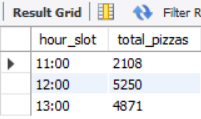 Result Grid Filter R
hour_slot total_pizzas
11:00 2108
12:00 5250
13:00 4871